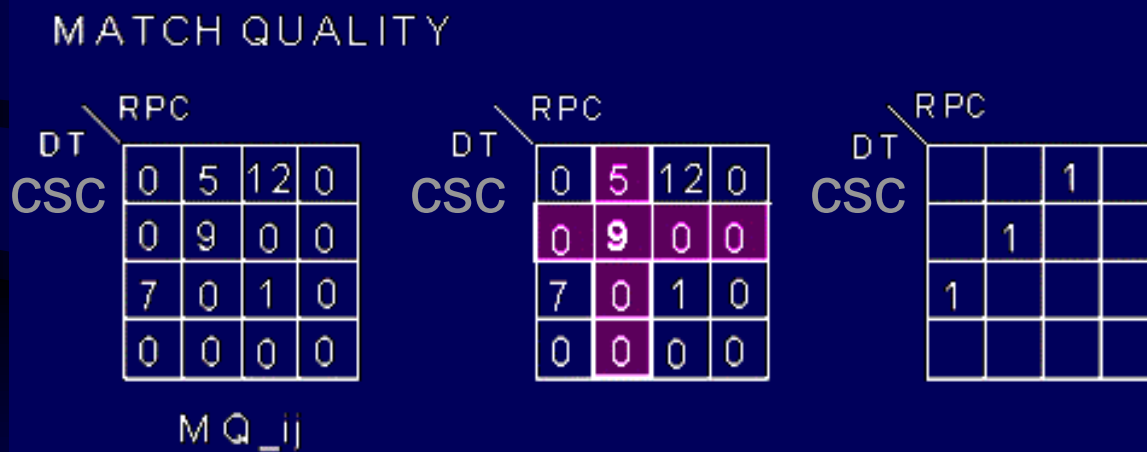 MATCH QUALITY
RPC RPC RPC
DT DT DT
CSC 0 5 12 0 CSC 0 5 12 0 CSC 1
0 9 0 0 0 9 0 0 1
7 0 1 0 7 0 1 0 1
0 0 0 0 0 0 0 0
MQ_ij